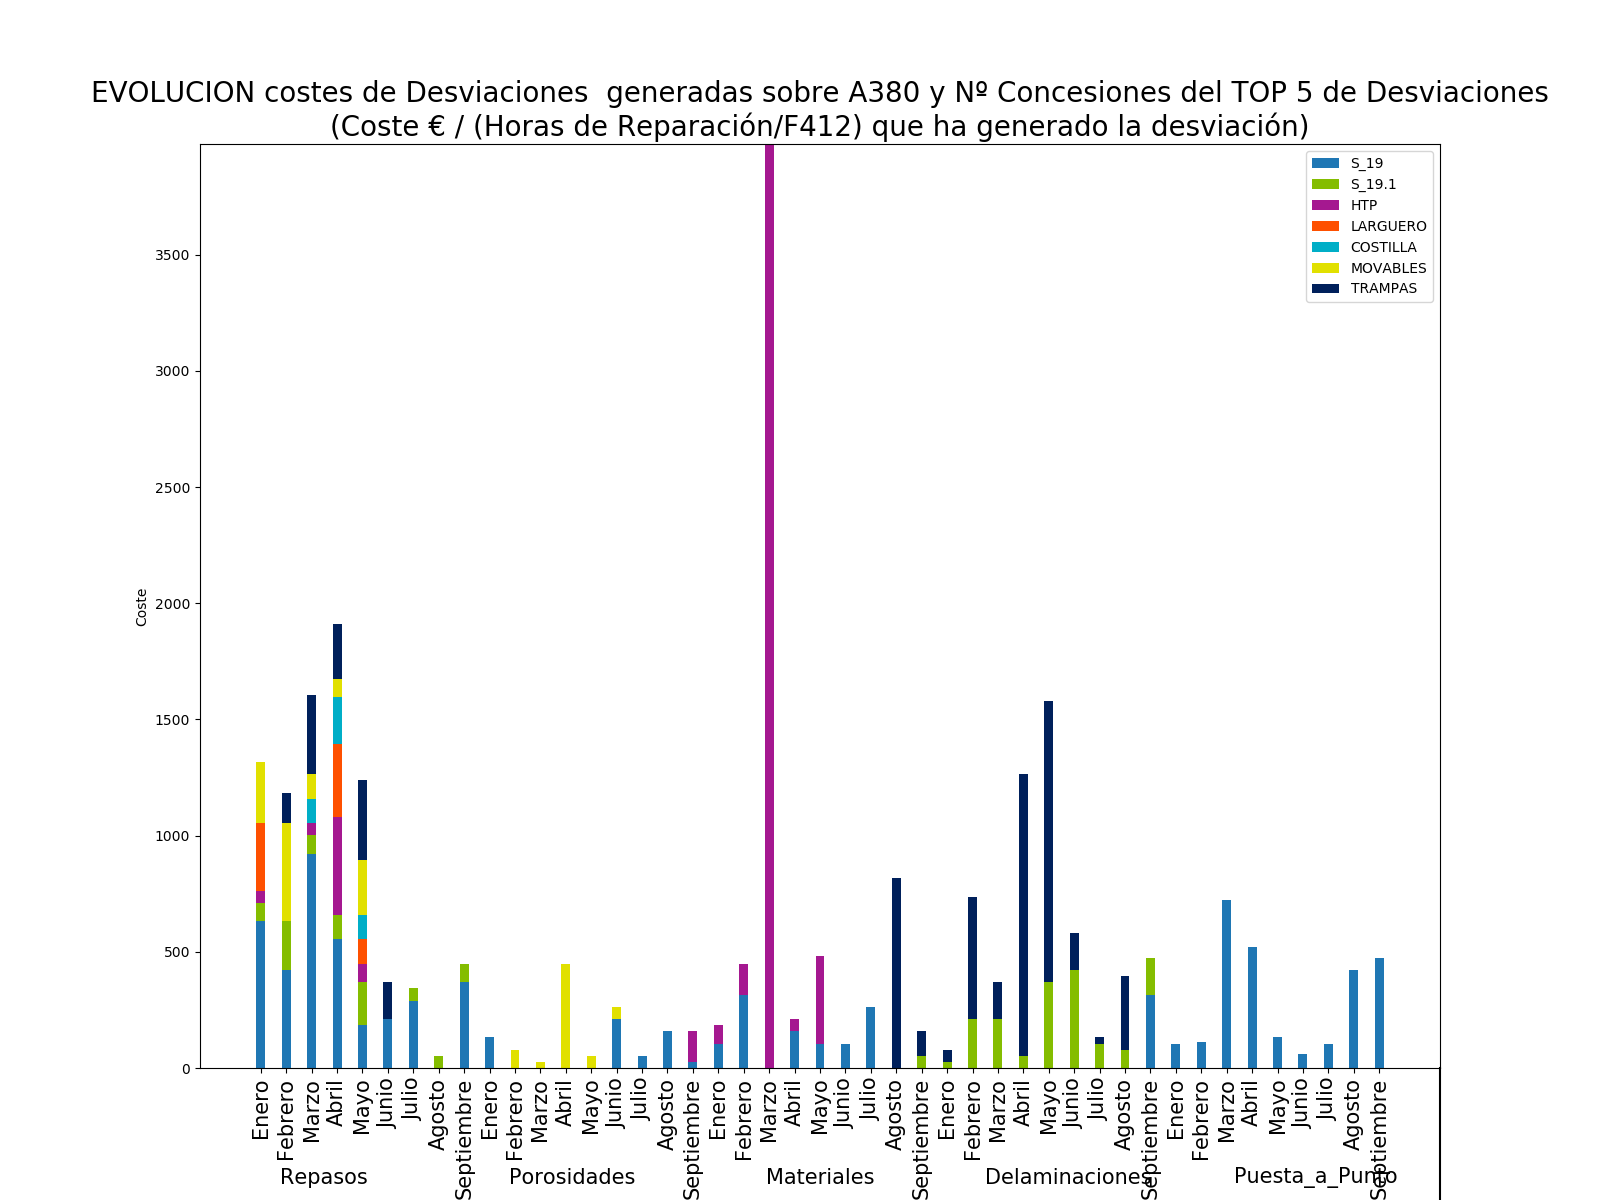 EVOLUCION costes de Desviaciones  generadas sobre A380 y Nº Concesiones del TOP 5 de Desviaciones
(Coste € / (Horas de Reparación/F412) que ha generado la desviación)
S_19
S_19.1
HTP
LARGUERO
COSTILLA
MOVABLES
TRAMPAS
3500
3000
2500
2000
1500
1000
500
0
Coste
Enero
Febrero
Marzo
Abril
Mayo
Junio
Julio
Agosto
Septiembre
Enero
Febrero
Marzo
Abril
Mayo
Junio
Julio
Agosto
Septiembre
Enero
Febrero
Marzo
Abril
Mayo
Junio
Julio
Agosto
Septiembre
Enero
Febrero
Marzo
Abril
Mayo
Junio
Julio
Agosto
Septiembre
Enero
Febrero
Marzo
Abril
Mayo
Junio
Julio
Agosto
Septiembre
Repasos
Porosidades
Materiales
Delaminaciones
Puesta_a_Punto